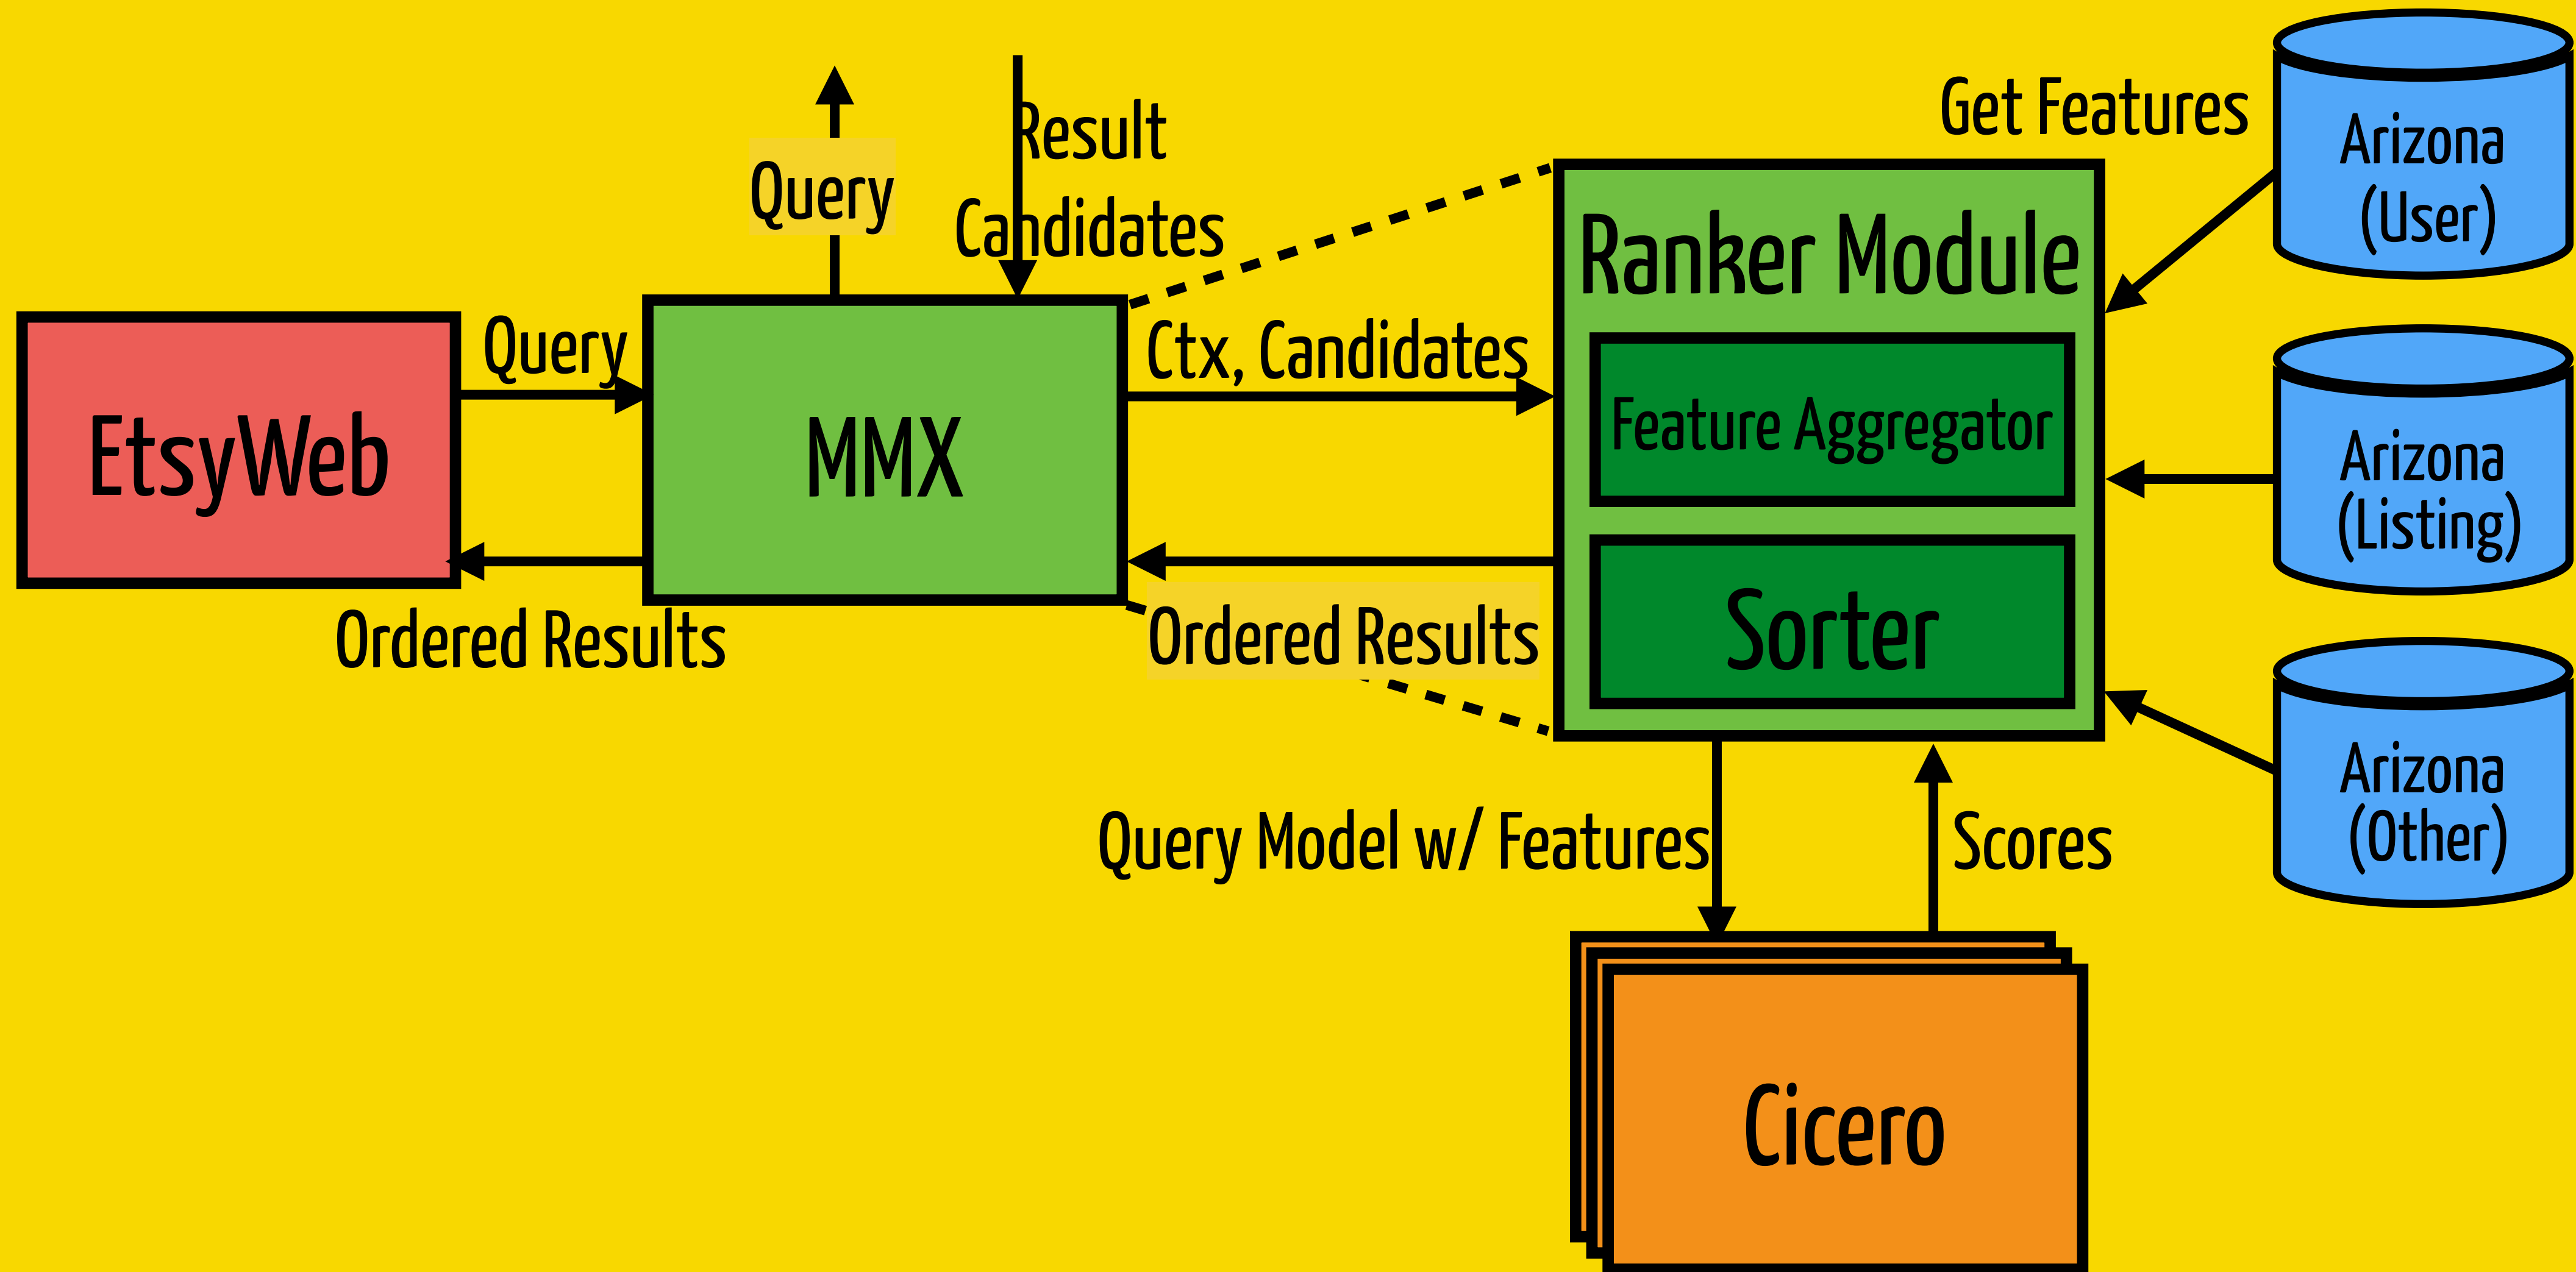 Get Features
Arizona
(User)
Result
Candidates
Query
Ranker Module
Query
Ctx, Candidates
EtsyWeb
MMX
Feature Aggregator
Arizona
(Listing)
Ordered Results
Ordered Results
Sorter
Arizona
(Other)
Query Model w/ Features
Scores
Cicero